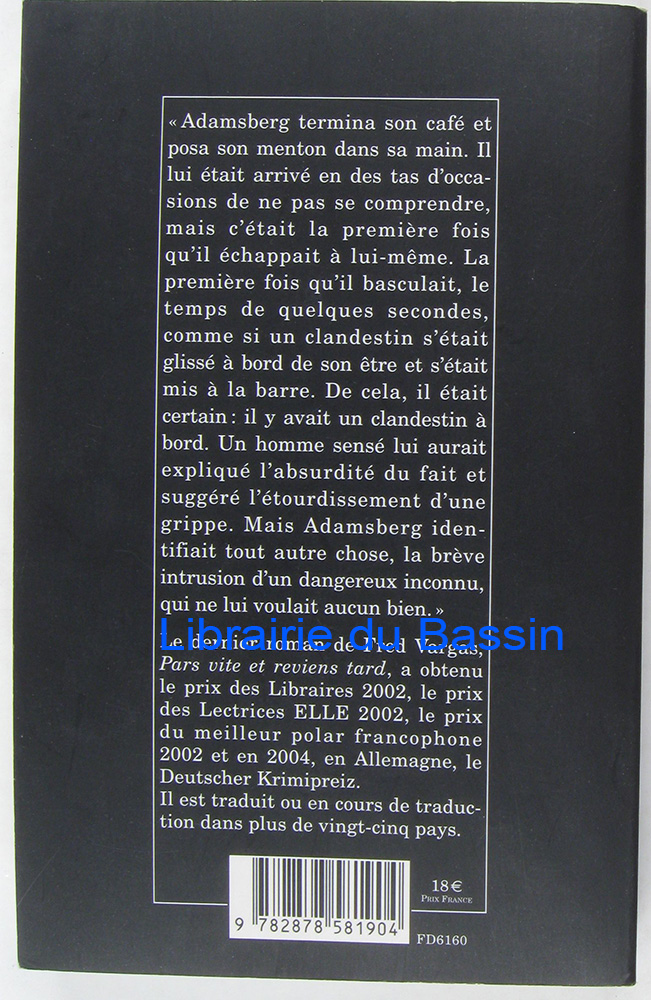 « Adamsberg termina son café et
posa son menton dans sa main. Il
lui était arrivé en des tas d'occa-
sions de ne pas se comprendre,
mais c'était la première fois
qu'il échappait à lui-même. La
première fois qu'il basculait, le
temps de quelques secondes,
comme si un clandestin s'était
glissé à bord de son être et s'était
mis à la barre. De cela, il était
certain : il y avait un clandestin à
bord. Un homme sensé lui aurait
expliqué l'absurdité du fait et
suggéré l'étourdissement d'une
grippe. Mais Adamsberg iden-
tifiait tout autre chose, la brève
intrusion d'un dangereux inconnu,
qui ne lui voulait aucun bien. »
Librairie du Bassin
Le dernier roman de Fred Vargas,
Pars vite et reviens tard, a obtenu
le prix des Libraires 2002, le prix
des Lectrices ELLE 2002, le prix
du meilleur polar francophone
2002 et en 2004, en Allemagne, le
Deutscher Krimipreiz.
Il est traduit ou en cours de traduc-
tion dans plus de vingt-cinq pays.
18 €
PRIX FRANCE
9 782878 581904
FD6160